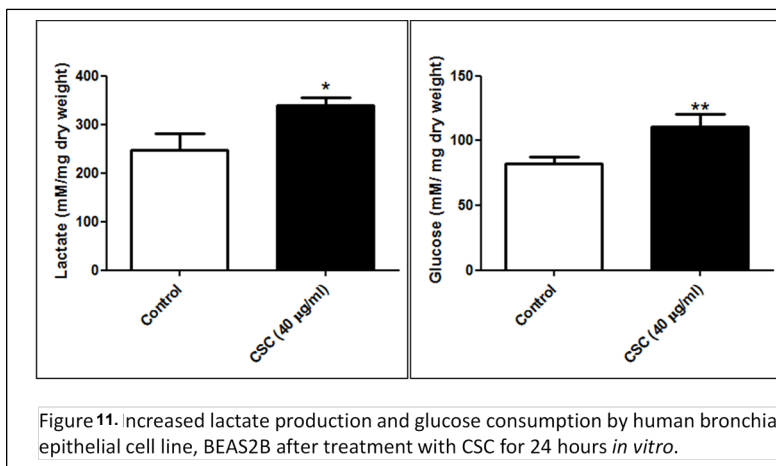 400
300
200
100
0
Lactate (mM/mg dry weight)
*
Control
CSC (40 µg/ml)
150
100
50
0
Glucose (mM/ mg dry weight)
**
Control
CSC (40 µg/ml)
Figure 11. Increased lactate production and glucose consumption by human bronchia
epithelial cell line, BEAS2B after treatment with CSC for 24 hours in vitro.